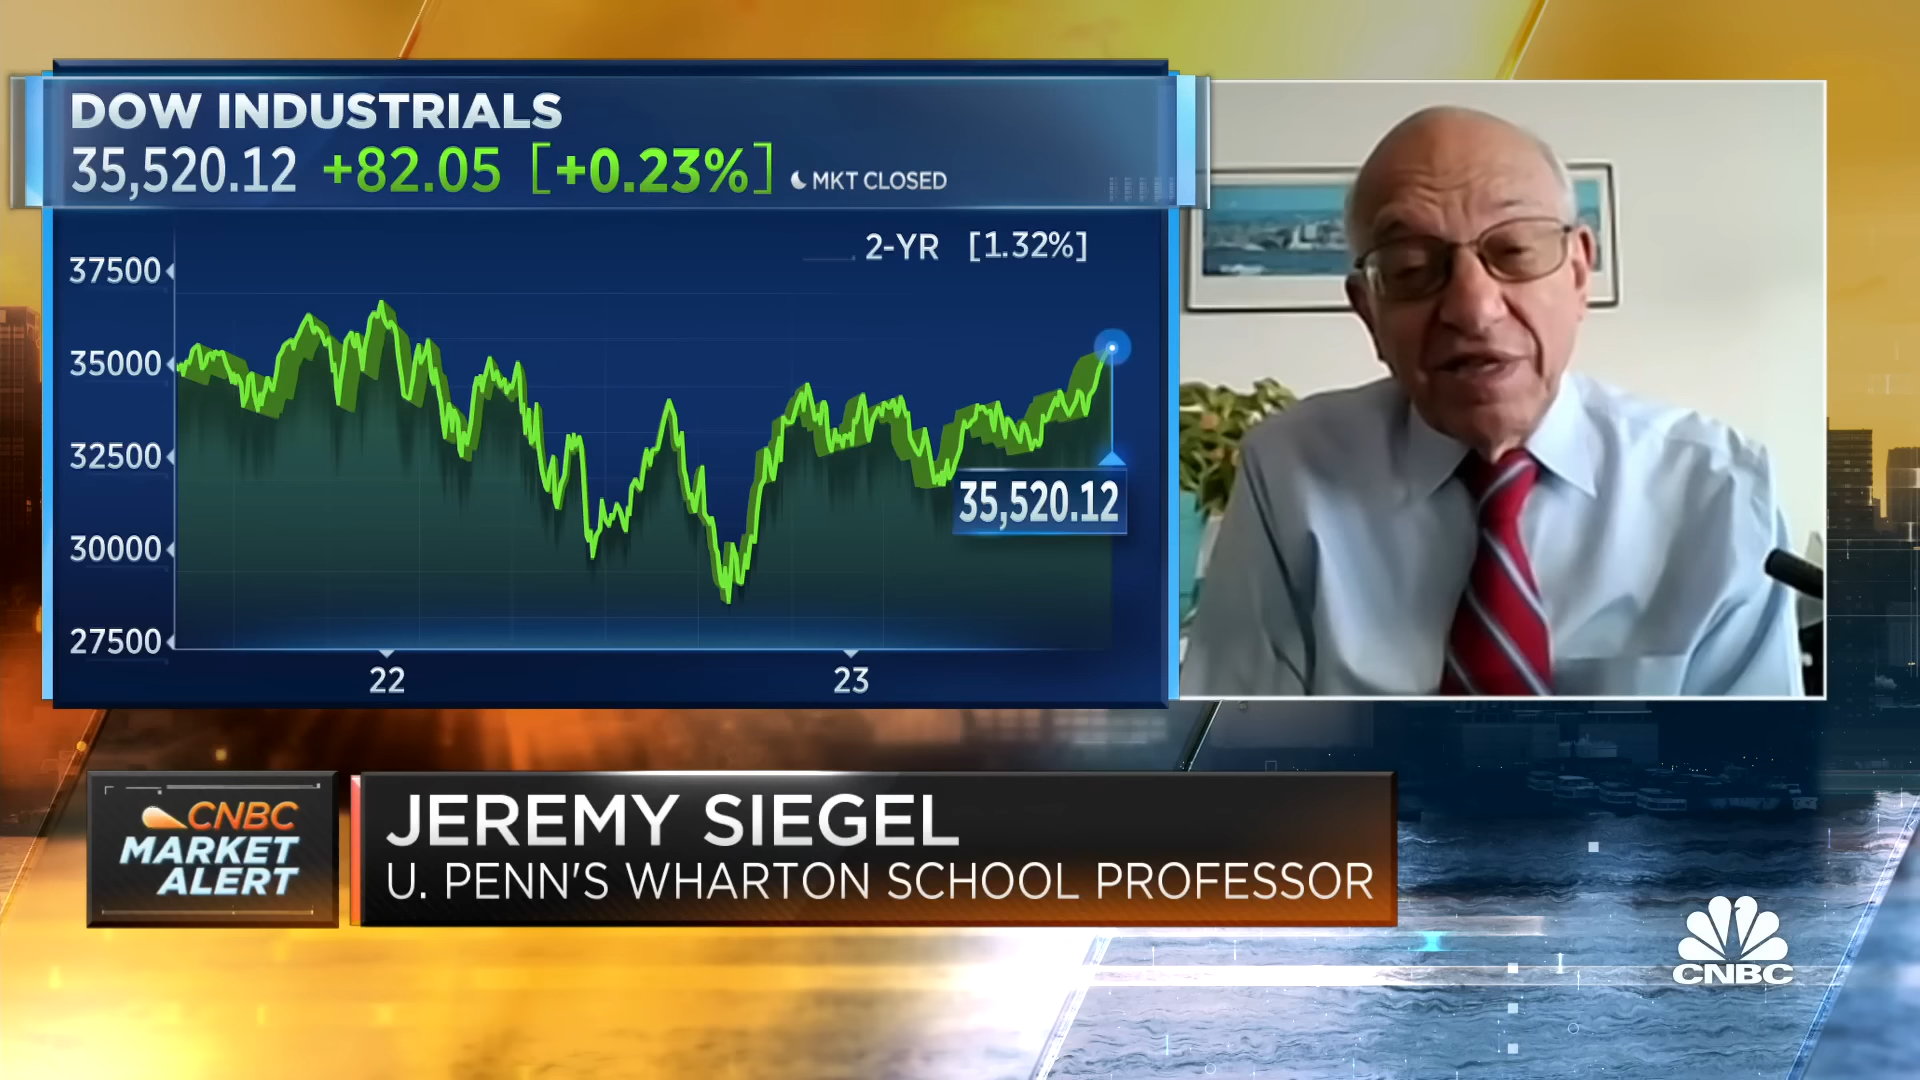 DOW INDUSTRIALS
35,520.12 +82.05 [+0.23%] MKT CLOSED
2-YR [1.32%]
37500
35000
32500
30000
27500
35,520.12
22 23
CNBC
MARKET
ALERT
JEREMY SIEGEL
U. PENN'S WHARTON SCHOOL PROFESSOR
CNBC